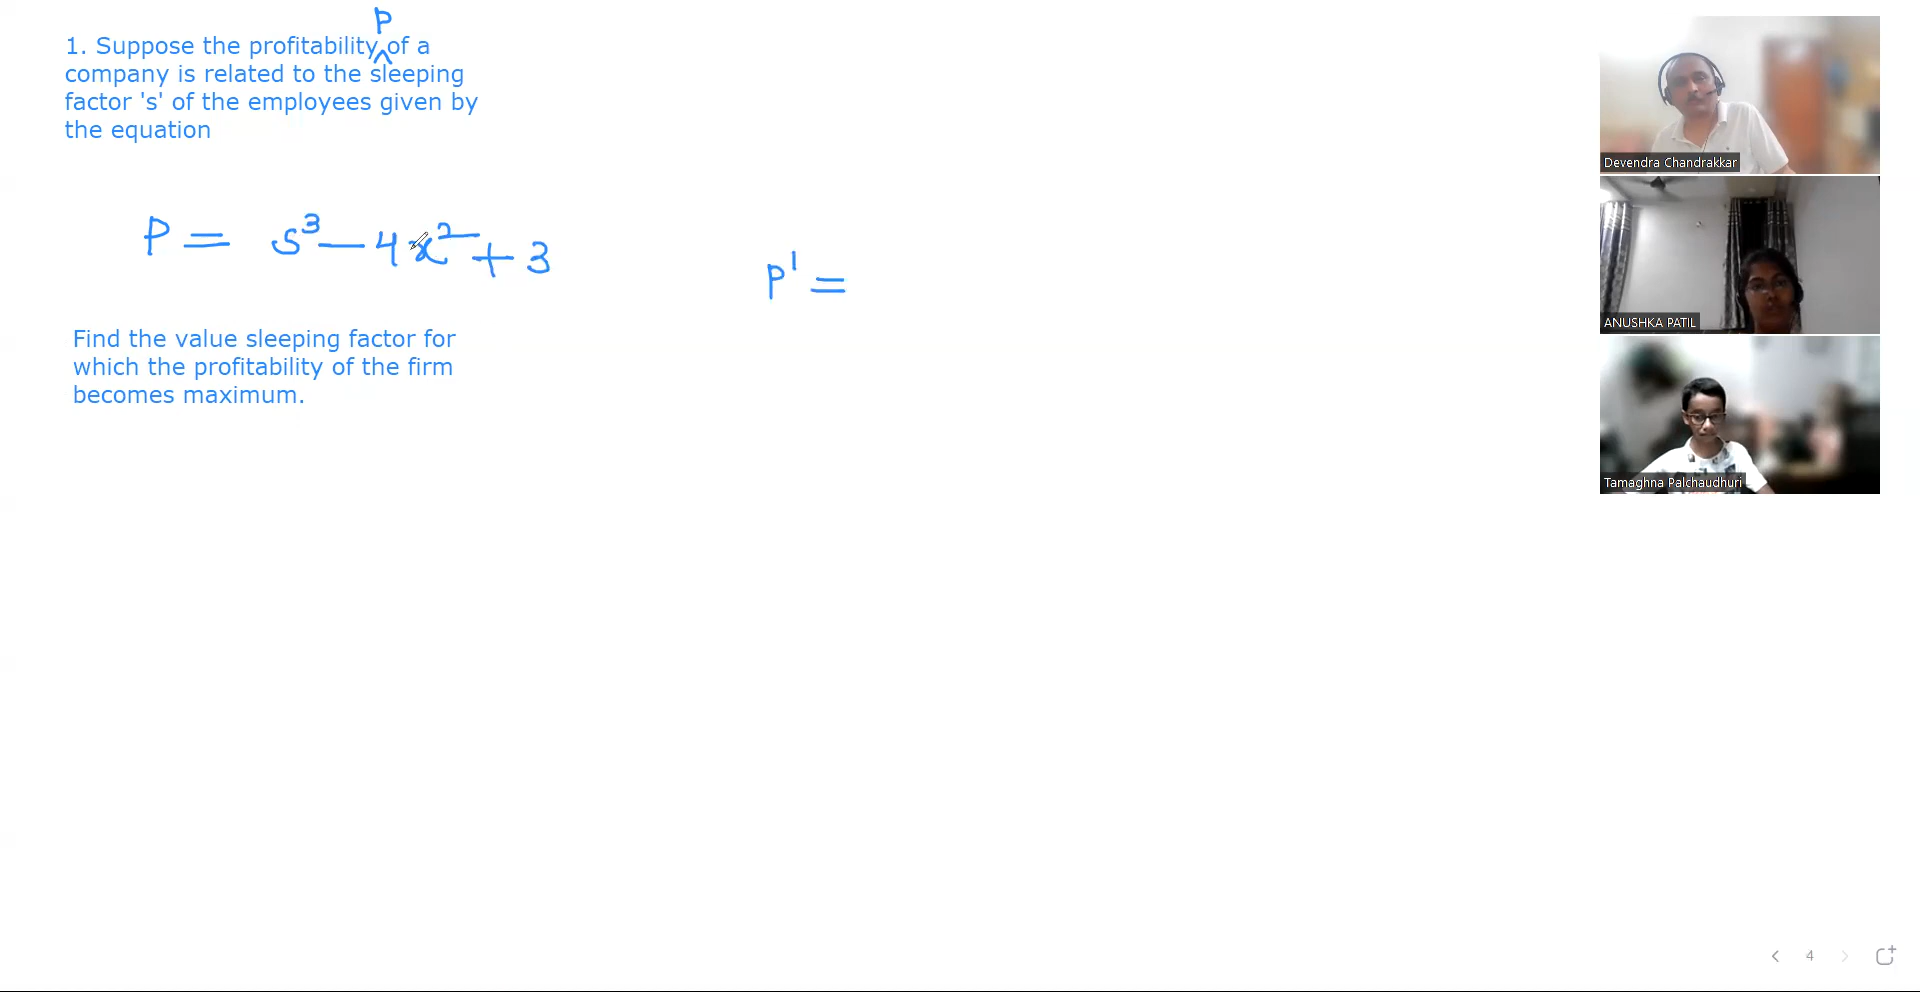 P
1. Suppose the profitability of a
company is related to the sleeping
factor 's' of the employees given by
the equation
P = s³ - 4x² + 3
P' =
Find the value sleeping factor for
which the profitability of the firm
becomes maximum.
Devendra Chandrakkar
ANUSHKA PATIL
Tamaghna Palchaudhuri
4